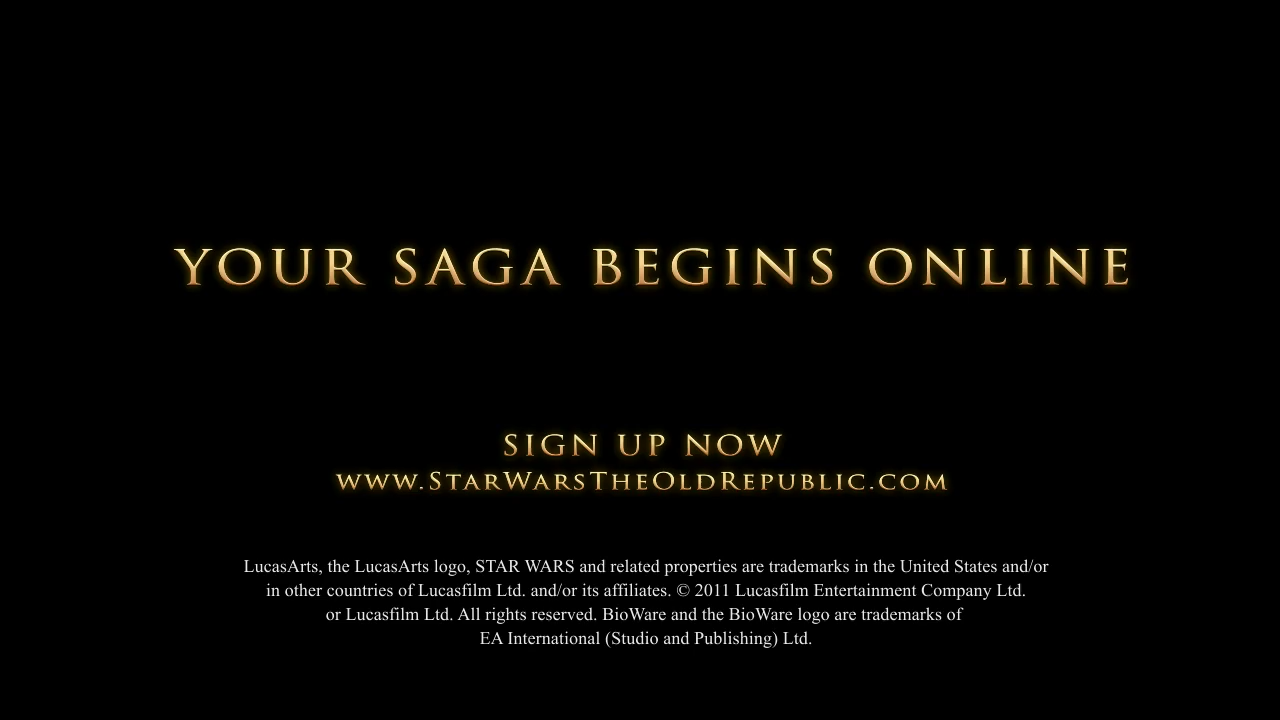 YOUR SAGA BEGINS ONLINE
SIGN UP NOW
WWW.STARWARSTHEOLDREPUBLIC.COM
LucasArts, the LucasArts logo, STAR WARS and related properties are trademarks in the United States and/or
in other countries of Lucasfilm Ltd. and/or its affiliates. © 2011 Lucasfilm Entertainment Company Ltd.
or Lucasfilm Ltd. All rights reserved. BioWare and the BioWare logo are trademarks of
EA International (Studio and Publishing) Ltd.